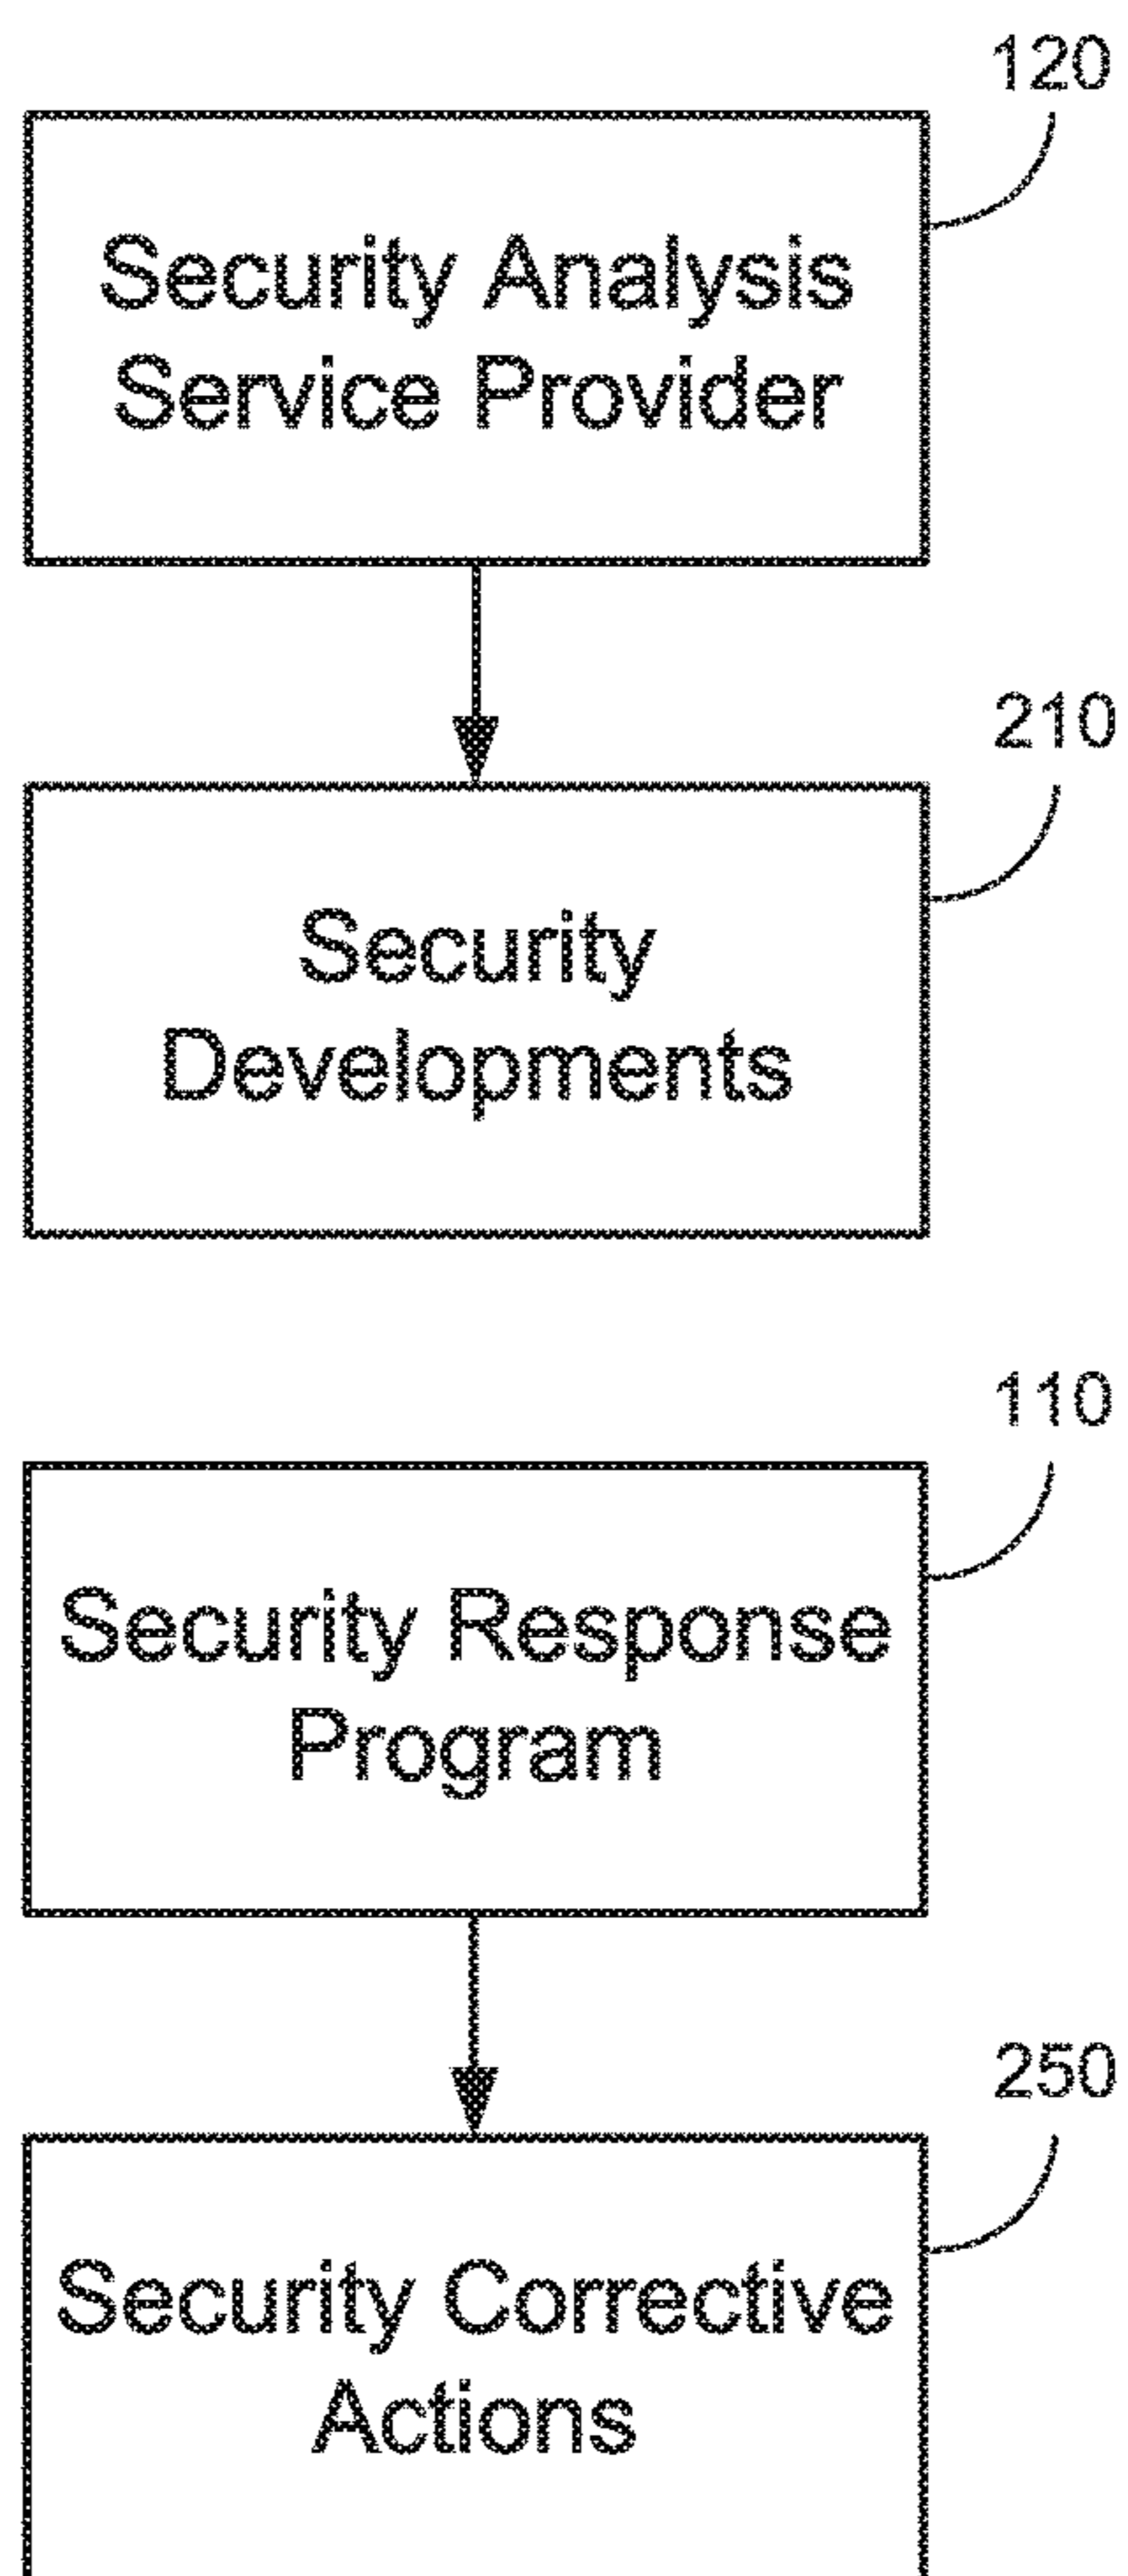 120
Security Analysis
Service Provider
210
Security
Developments
110
Security Response
Program
250
Security Corrective
Actions